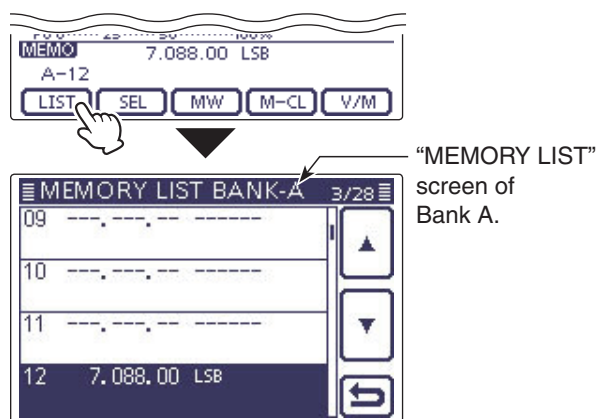 MEMO 7.088.00 LSB
A-12
LIST SEL MW M-CL V/M
“MEMORY LIST”
screen of
Bank A.
MEMORY LIST BANK-A 3/28
09 ---.---.-- ------
10 ---.---.-- ------
11 ---.---.-- ------
12 7.088.00 LSB